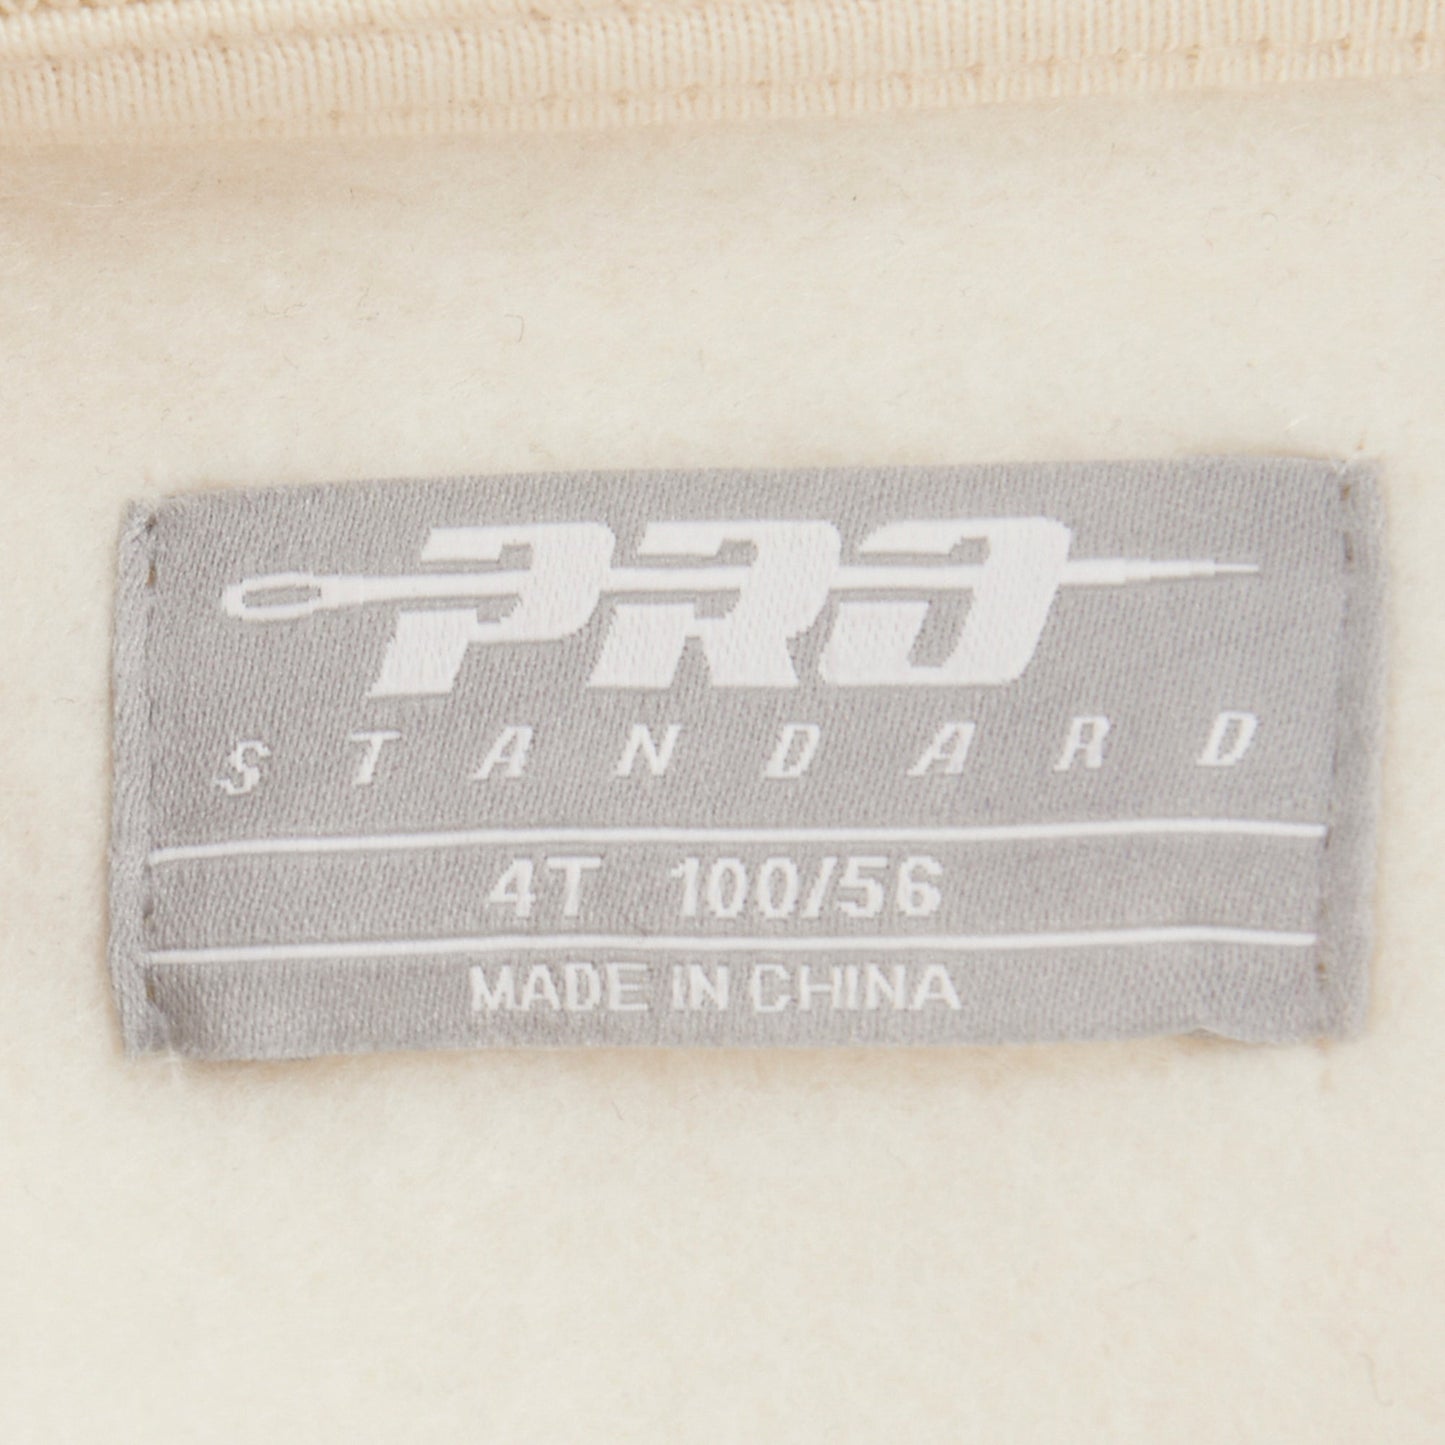 PRO
STANDARD
4T 100/56
MADE IN CHINA